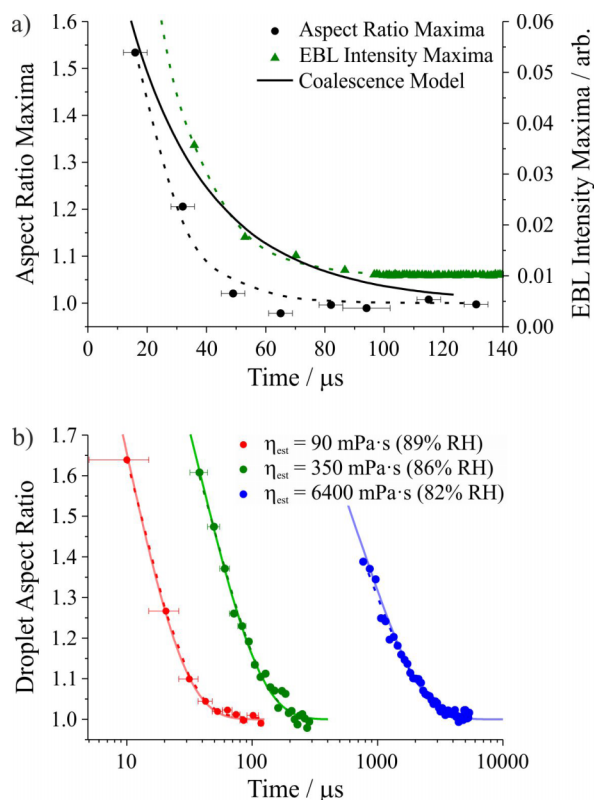 a)
Aspect Ratio Maxima
EBL Intensity Maxima
Coalescence Model
Aspect Ratio Maxima
1.6
1.5
1.4
1.3
1.2
1.1
1.0
EBL Intensity Maxima / arb.
0.06
0.05
0.04
0.03
0.02
0.01
0.00
0 20 40 60 80 100 120 140
Time / μs
b)
η_est = 90 mPa·s (89% RH)
η_est = 350 mPa·s (86% RH)
η_est = 6400 mPa·s (82% RH)
Droplet Aspect Ratio
1.7
1.6
1.5
1.4
1.3
1.2
1.1
1.0
10 100 1000 10000
Time / μs